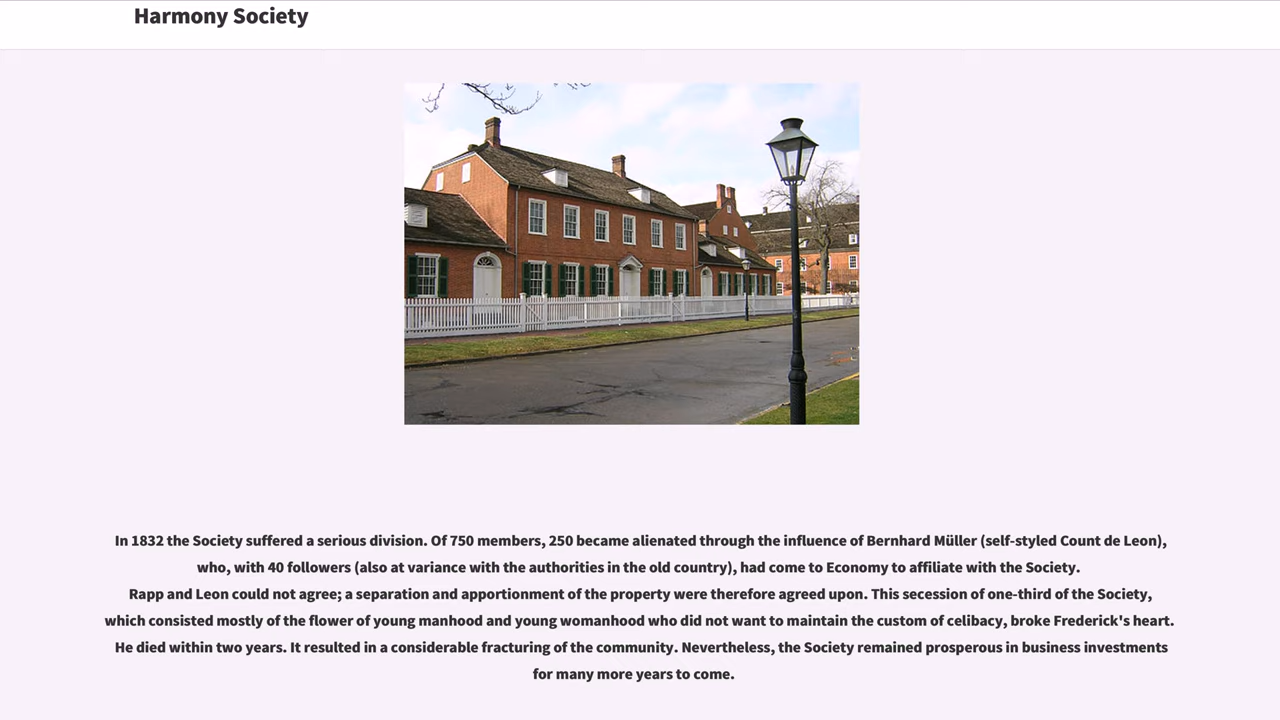 Harmony Society
In 1832 the Society suffered a serious division. Of 750 members, 250 became alienated through the influence of Bernhard Müller (self-styled Count de Leon),
who, with 40 followers (also at variance with the authorities in the old country), had come to Economy to affiliate with the Society.
Rapp and Leon could not agree; a separation and apportionment of the property were therefore agreed upon. This secession of one-third of the Society,
which consisted mostly of the flower of young manhood and young womanhood who did not want to maintain the custom of celibacy, broke Frederick's heart.
He died within two years. It resulted in a considerable fracturing of the community. Nevertheless, the Society remained prosperous in business investments
for many more years to come.